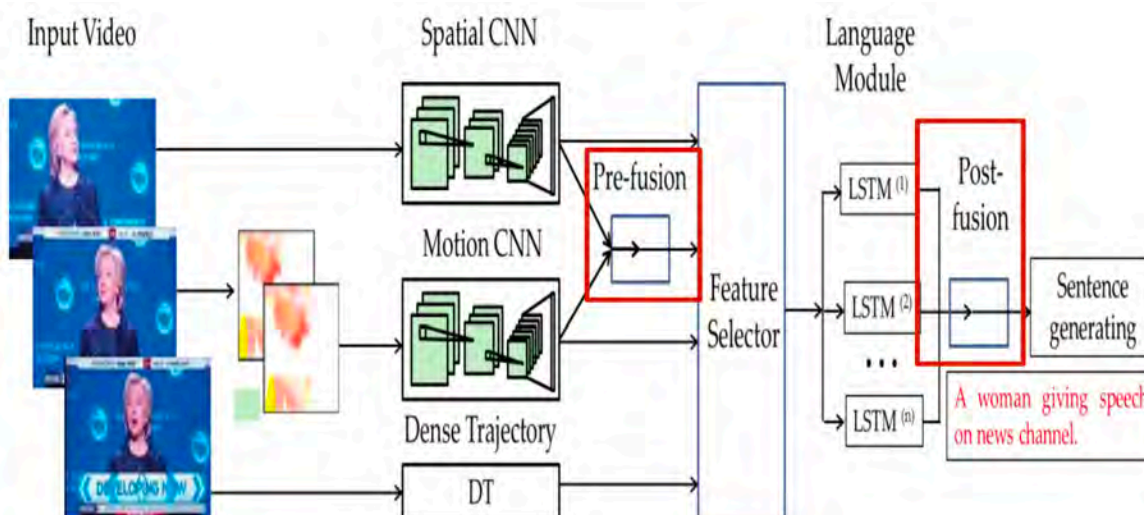 Input Video
Spatial CNN
Language
Module
Pre-fusion
Post-
fusion
LSTM (1)
Motion CNN
Feature
Selector
LSTM (2)
Sentence
generating
...
LSTM (n)
A woman giving speech
on news channel.
Dense Trajectory
DT
DEVELOPING NOW